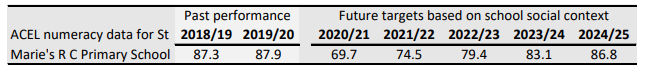 Past performance Future targets based on school social context
ACEL numeracy data for St 2018/19 2019/20 2020/21 2021/22 2022/23 2023/24 2024/25
Marie's R C Primary School 87.3 87.9 69.7 74.5 79.4 83.1 86.8